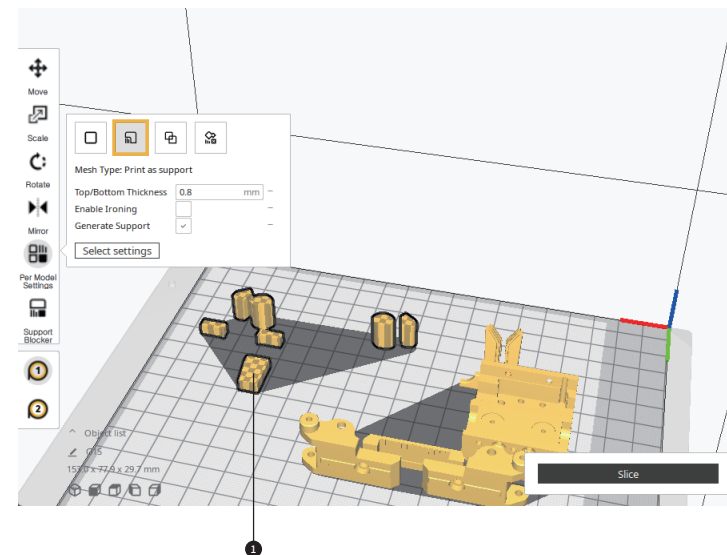 Move
Scale
Rotate
Mirror
Per Model
Settings
Support
Blocker
1
2
Mesh Type: Print as support
Top/Bottom Thickness 0.8 mm
Enable Ironing
Generate Support
Select settings
Object list
G15
153.0 x 77.9 x 29.7 mm
Slice
1